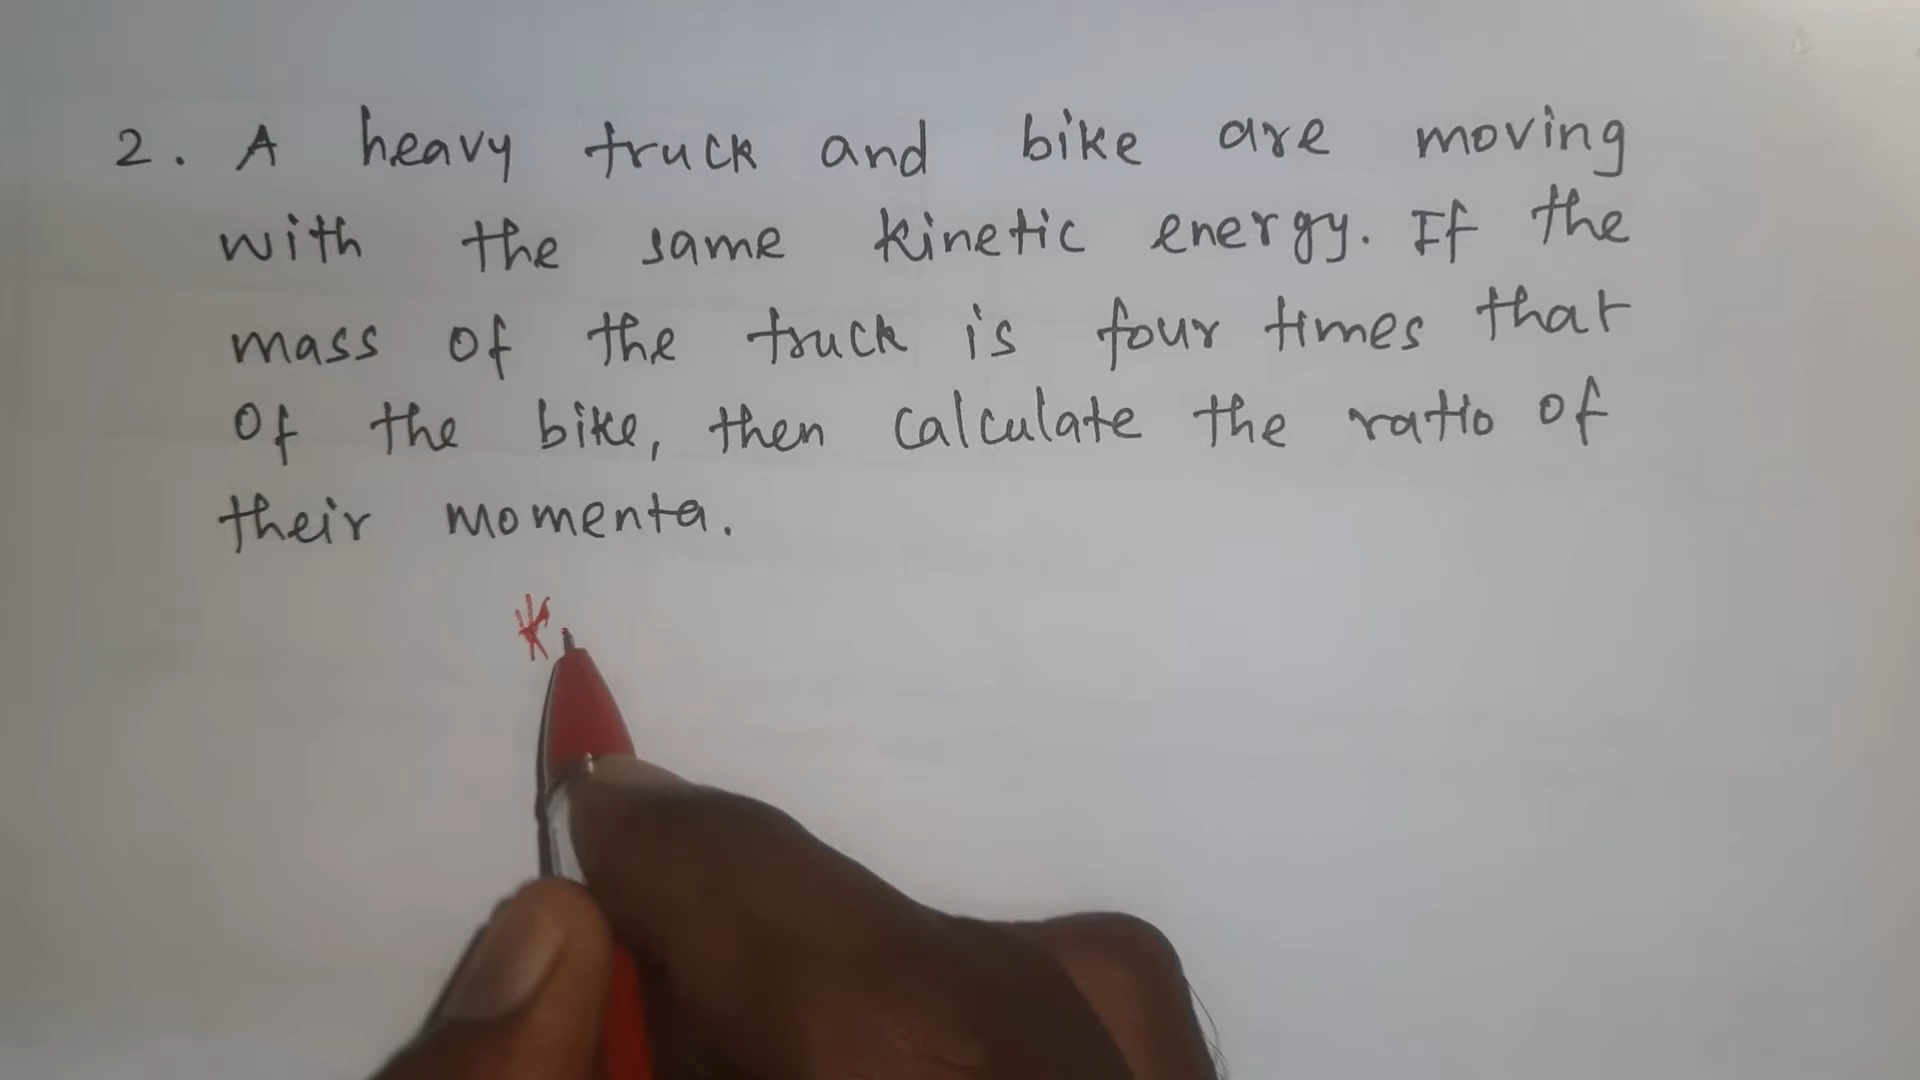 2. A heavy truck and bike are moving
with the same kinetic energy. If the
mass of the truck is four times that
of the bike, then calculate the ratio of
their momenta.
K.